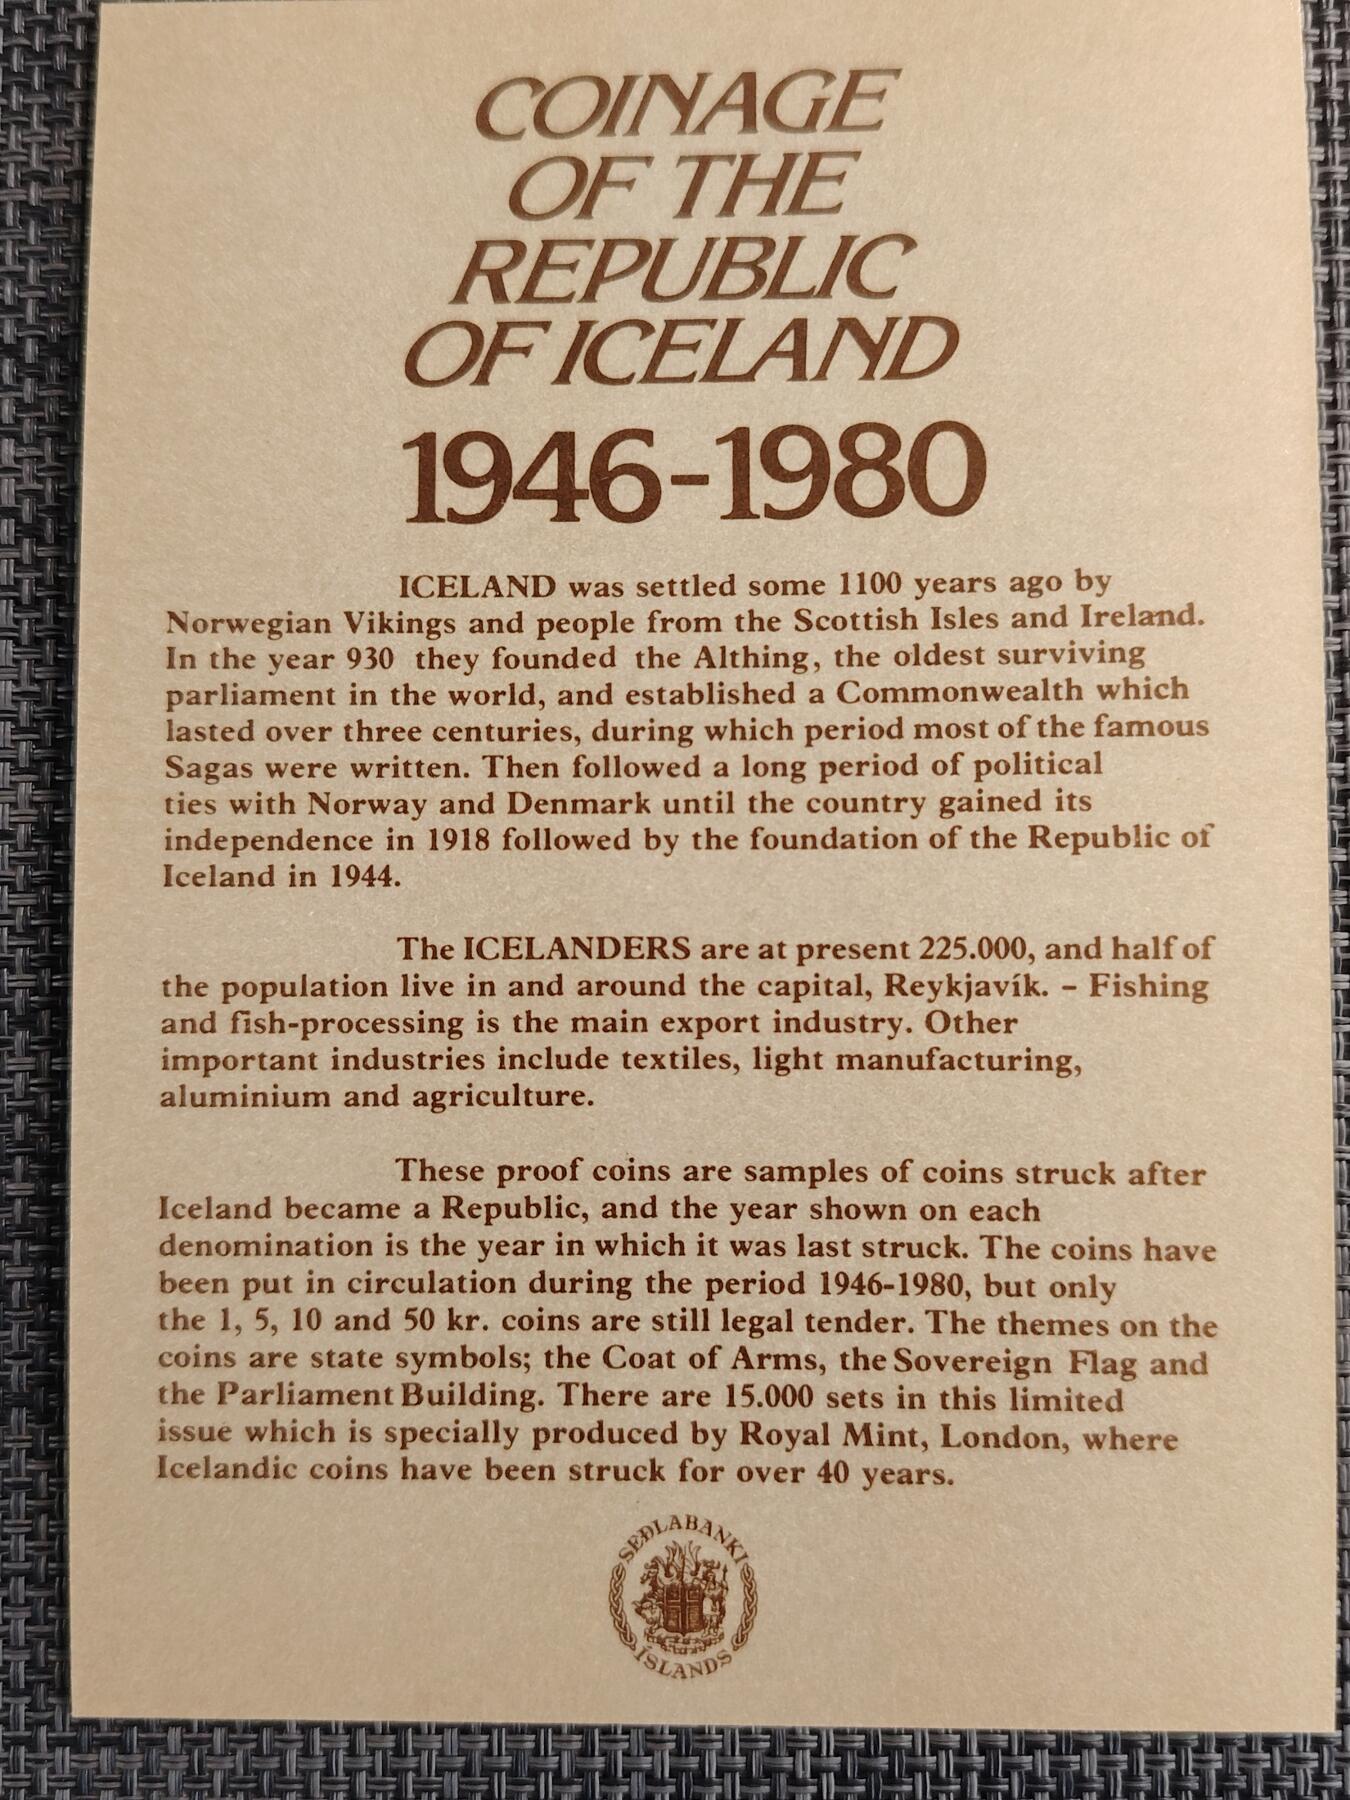 COINAGE
OF THE
REPUBLIC
OF ICELAND
1946-1980
ICELAND was settled some 1100 years ago by
Norwegian Vikings and people from the Scottish Isles and Ireland.
In the year 930 they founded the Althing, the oldest surviving
parliament in the world, and established a Commonwealth which
lasted over three centuries, during which period most of the famous
Sagas were written. Then followed a long period of political
ties with Norway and Denmark until the country gained its
independence in 1918 followed by the foundation of the Republic of
Iceland in 1944.
The ICELANDERS are at present 225.000, and half of
the population live in and around the capital, Reykjavík. – Fishing
and fish-processing is the main export industry. Other
important industries include textiles, light manufacturing,
aluminium and agriculture.
These proof coins are samples of coins struck after
Iceland became a Republic, and the year shown on each
denomination is the year in which it was last struck. The coins have
been put in circulation during the period 1946-1980, but only
the 1, 5, 10 and 50 kr. coins are still legal tender. The themes on the
coins are state symbols; the Coat of Arms, the Sovereign Flag and
the Parliament Building. There are 15.000 sets in this limited
issue which is specially produced by Royal Mint, London, where
Icelandic coins have been struck for over 40 years.
SEÐLABANKI
ÍSLANDS